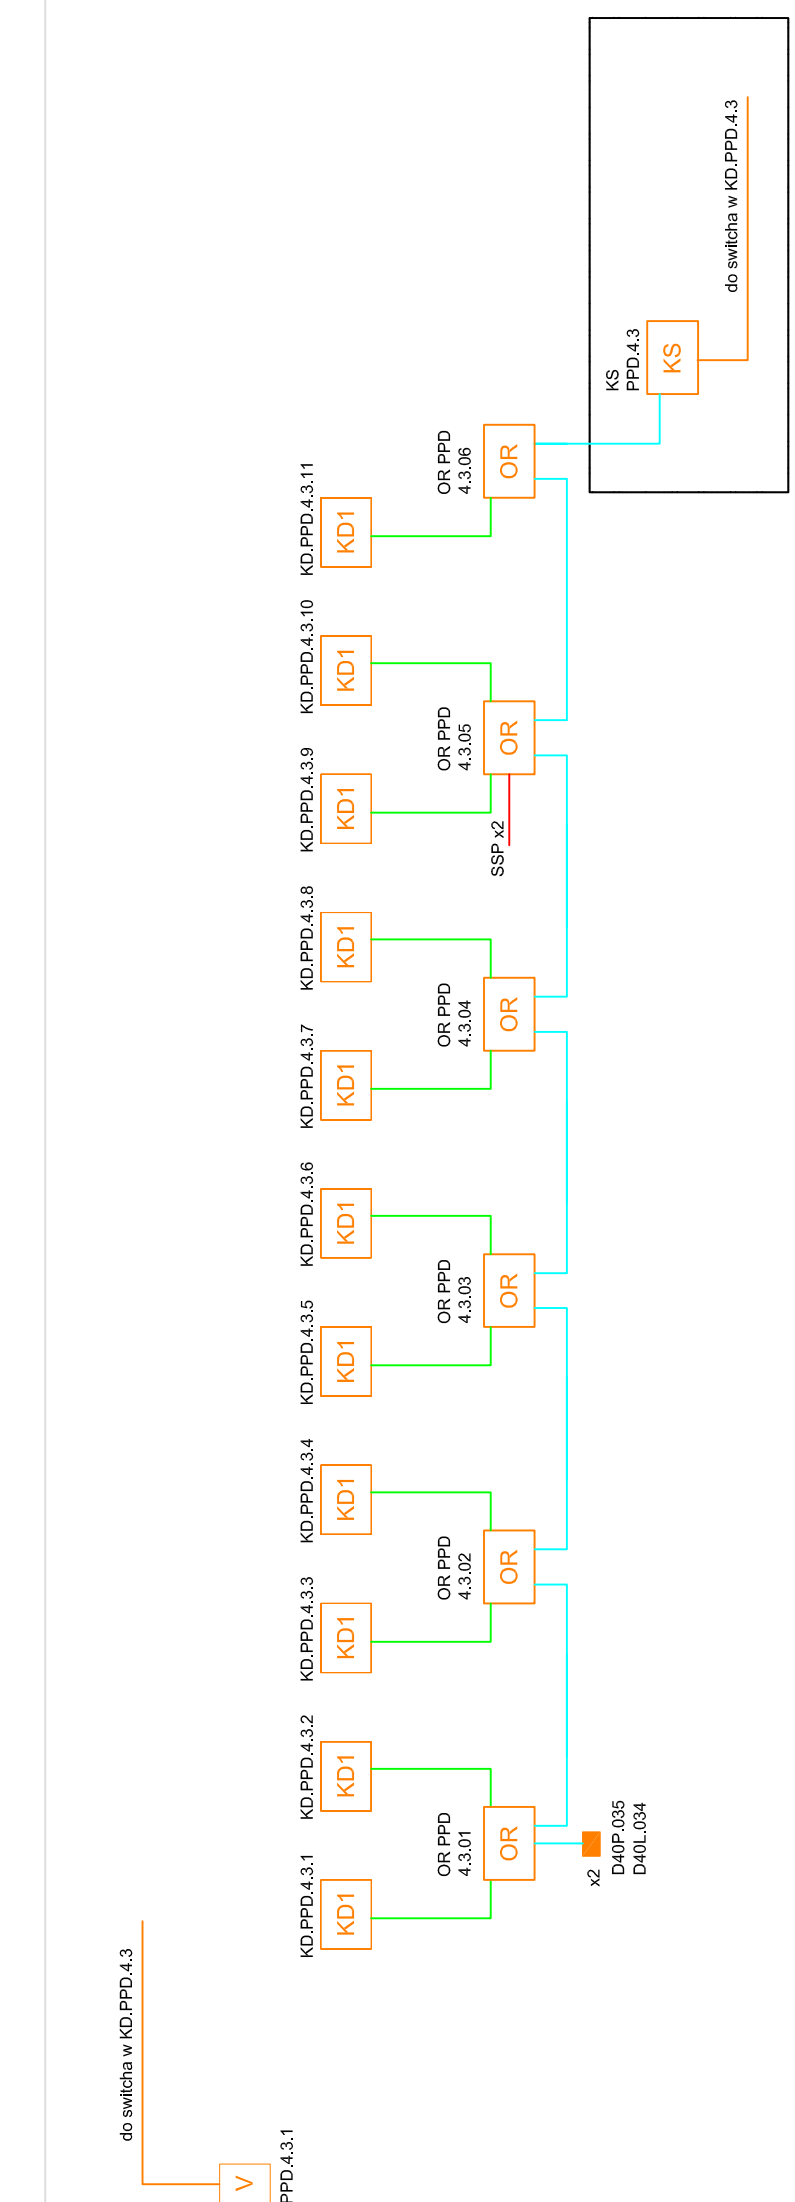 do switcha w KD.PPD.4.3
V
PPD.4.3.1
KD.PPD.4.3.1
KD1
KD.PPD.4.3.2
KD1
KD.PPD.4.3.3
KD1
KD.PPD.4.3.4
KD1
KD.PPD.4.3.5
KD1
KD.PPD.4.3.6
KD1
KD.PPD.4.3.7
KD1
KD.PPD.4.3.8
KD1
KD.PPD.4.3.9
KD1
KD.PPD.4.3.10
KD1
KD.PPD.4.3.11
KD1
OR PPD
4.3.01
OR
OR PPD
4.3.02
OR
OR PPD
4.3.03
OR
OR PPD
4.3.04
OR
SSP x2
OR PPD
4.3.05
OR
OR PPD
4.3.06
OR
x2
D40P.035
D40L.034
KS
PPD.4.3
KS
do switcha w KD.PPD.4.3